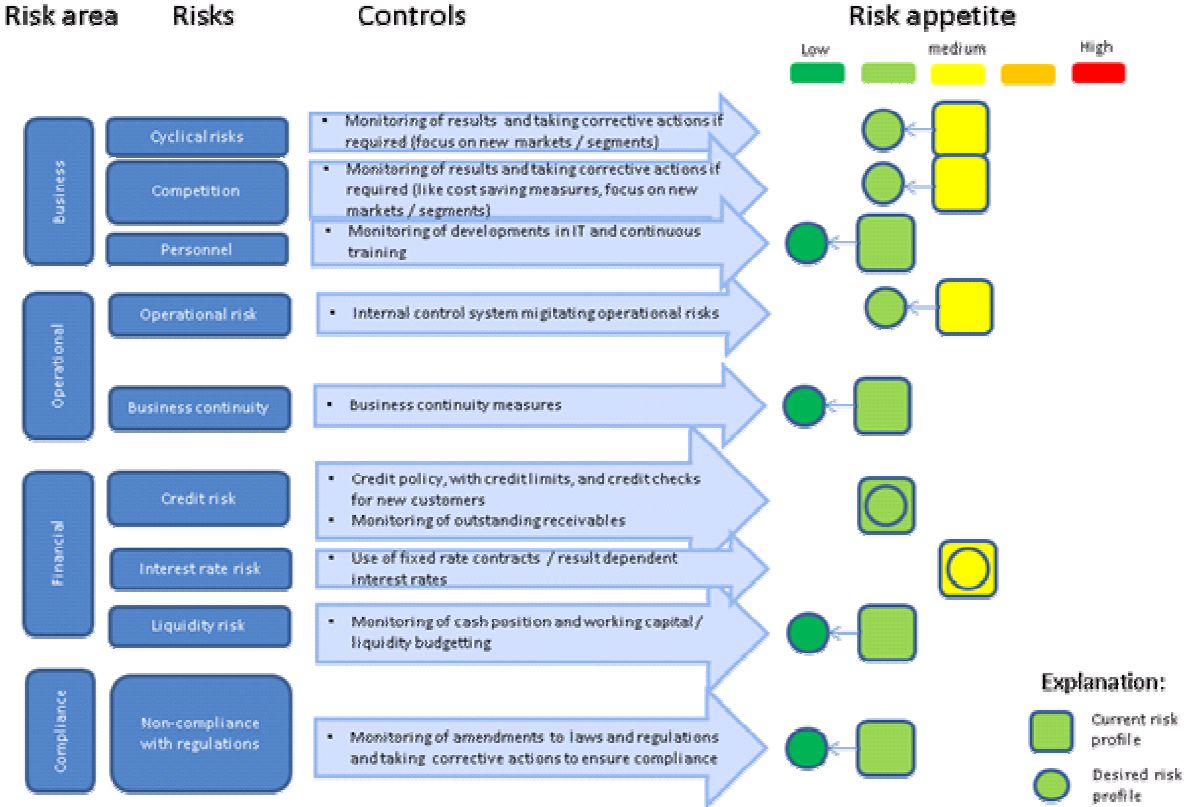 Risk area Risks Controls Risk appetite
Low medium High
Business
Cyclical risks
• Monitoring of results and taking corrective actions if
required (focus on new markets / segments)
Competition
• Monitoring of results and taking corrective actions if
required (like cost saving measures, focus on new
markets / segments)
Personnel
• Monitoring of developments in IT and continuous
training
Operational
Operational risk
• Internal control system migitating operational risks
Business continuity
• Business continuity measures
Financial
Credit risk
• Credit policy, with credit limits, and credit checks
for new customers
• Monitoring of outstanding receivables
Interest rate risk
• Use of fixed rate contracts / result dependent
interest rates
Liquidity risk
• Monitoring of cash position and working capital /
liquidity budgetting
Compliance
Non-compliance
with regulations
• Monitoring of amendments to laws and regulations
and taking corrective actions to ensure compliance
Explanation:
Current risk
profile
Desired risk
profile